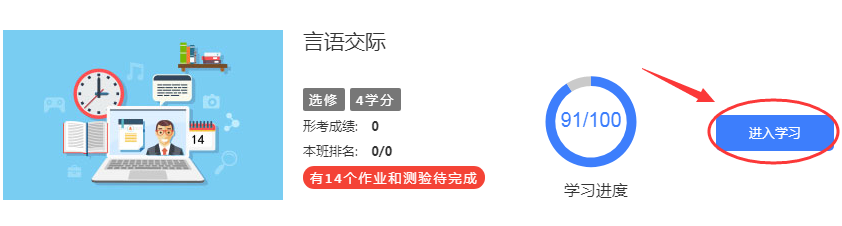 言语交际
选修 4学分
形考成绩: 0
本班排名: 0/0
有14个作业和测验待完成
14
91/100
学习进度
进入学习